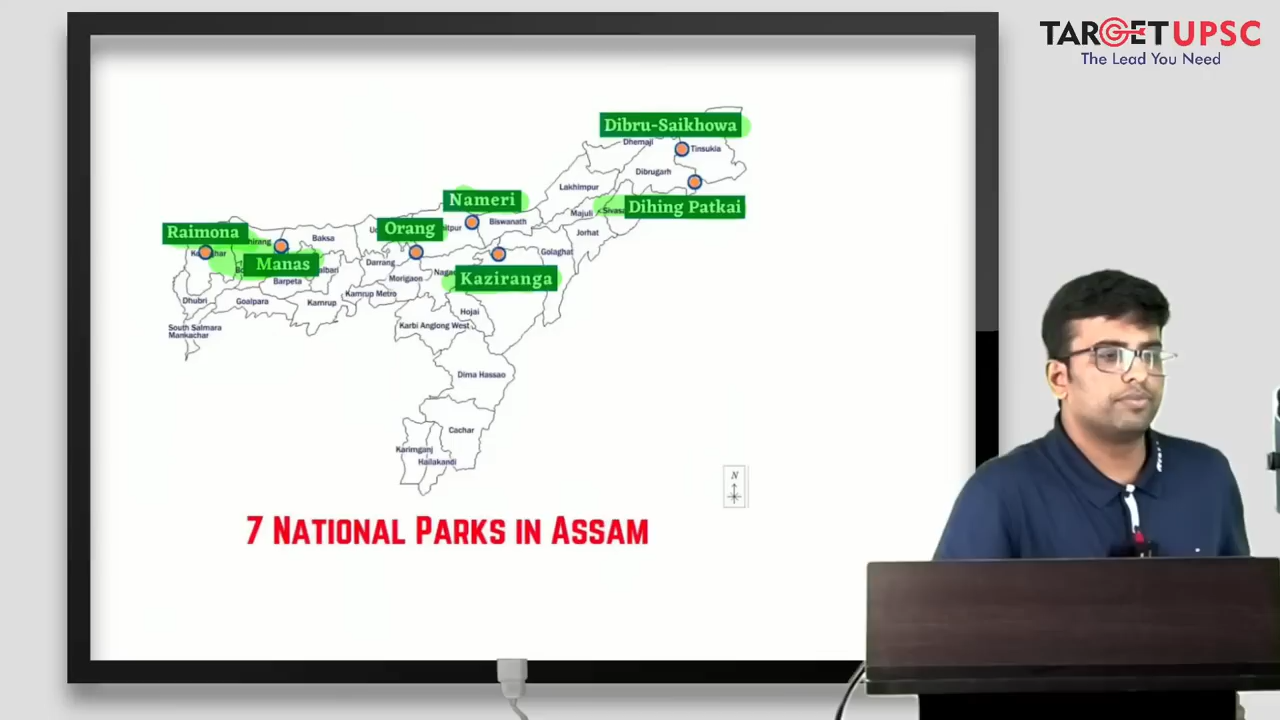 TARGET UPSC
The Lead You Need
Dibru-Saikhowa
Dhemaji
Tinsukia
Dibrugarh
Lakhimpur
Nameri
Dihing Patkai
Majuli
Biswanath
Orang
Raimona
Jorhat
Baksa
Golaghat
Manas
Darrang
Kaziranga
Morigaon
Barpeta
Kamrup Metro
Dhubri
Goalpara
Kamrup
Hojai
South Salmara
Mankachar
Karbi Anglong West
Dima Hassao
Cachar
Karimganj
Hailakandi
N
7 National Parks in Assam